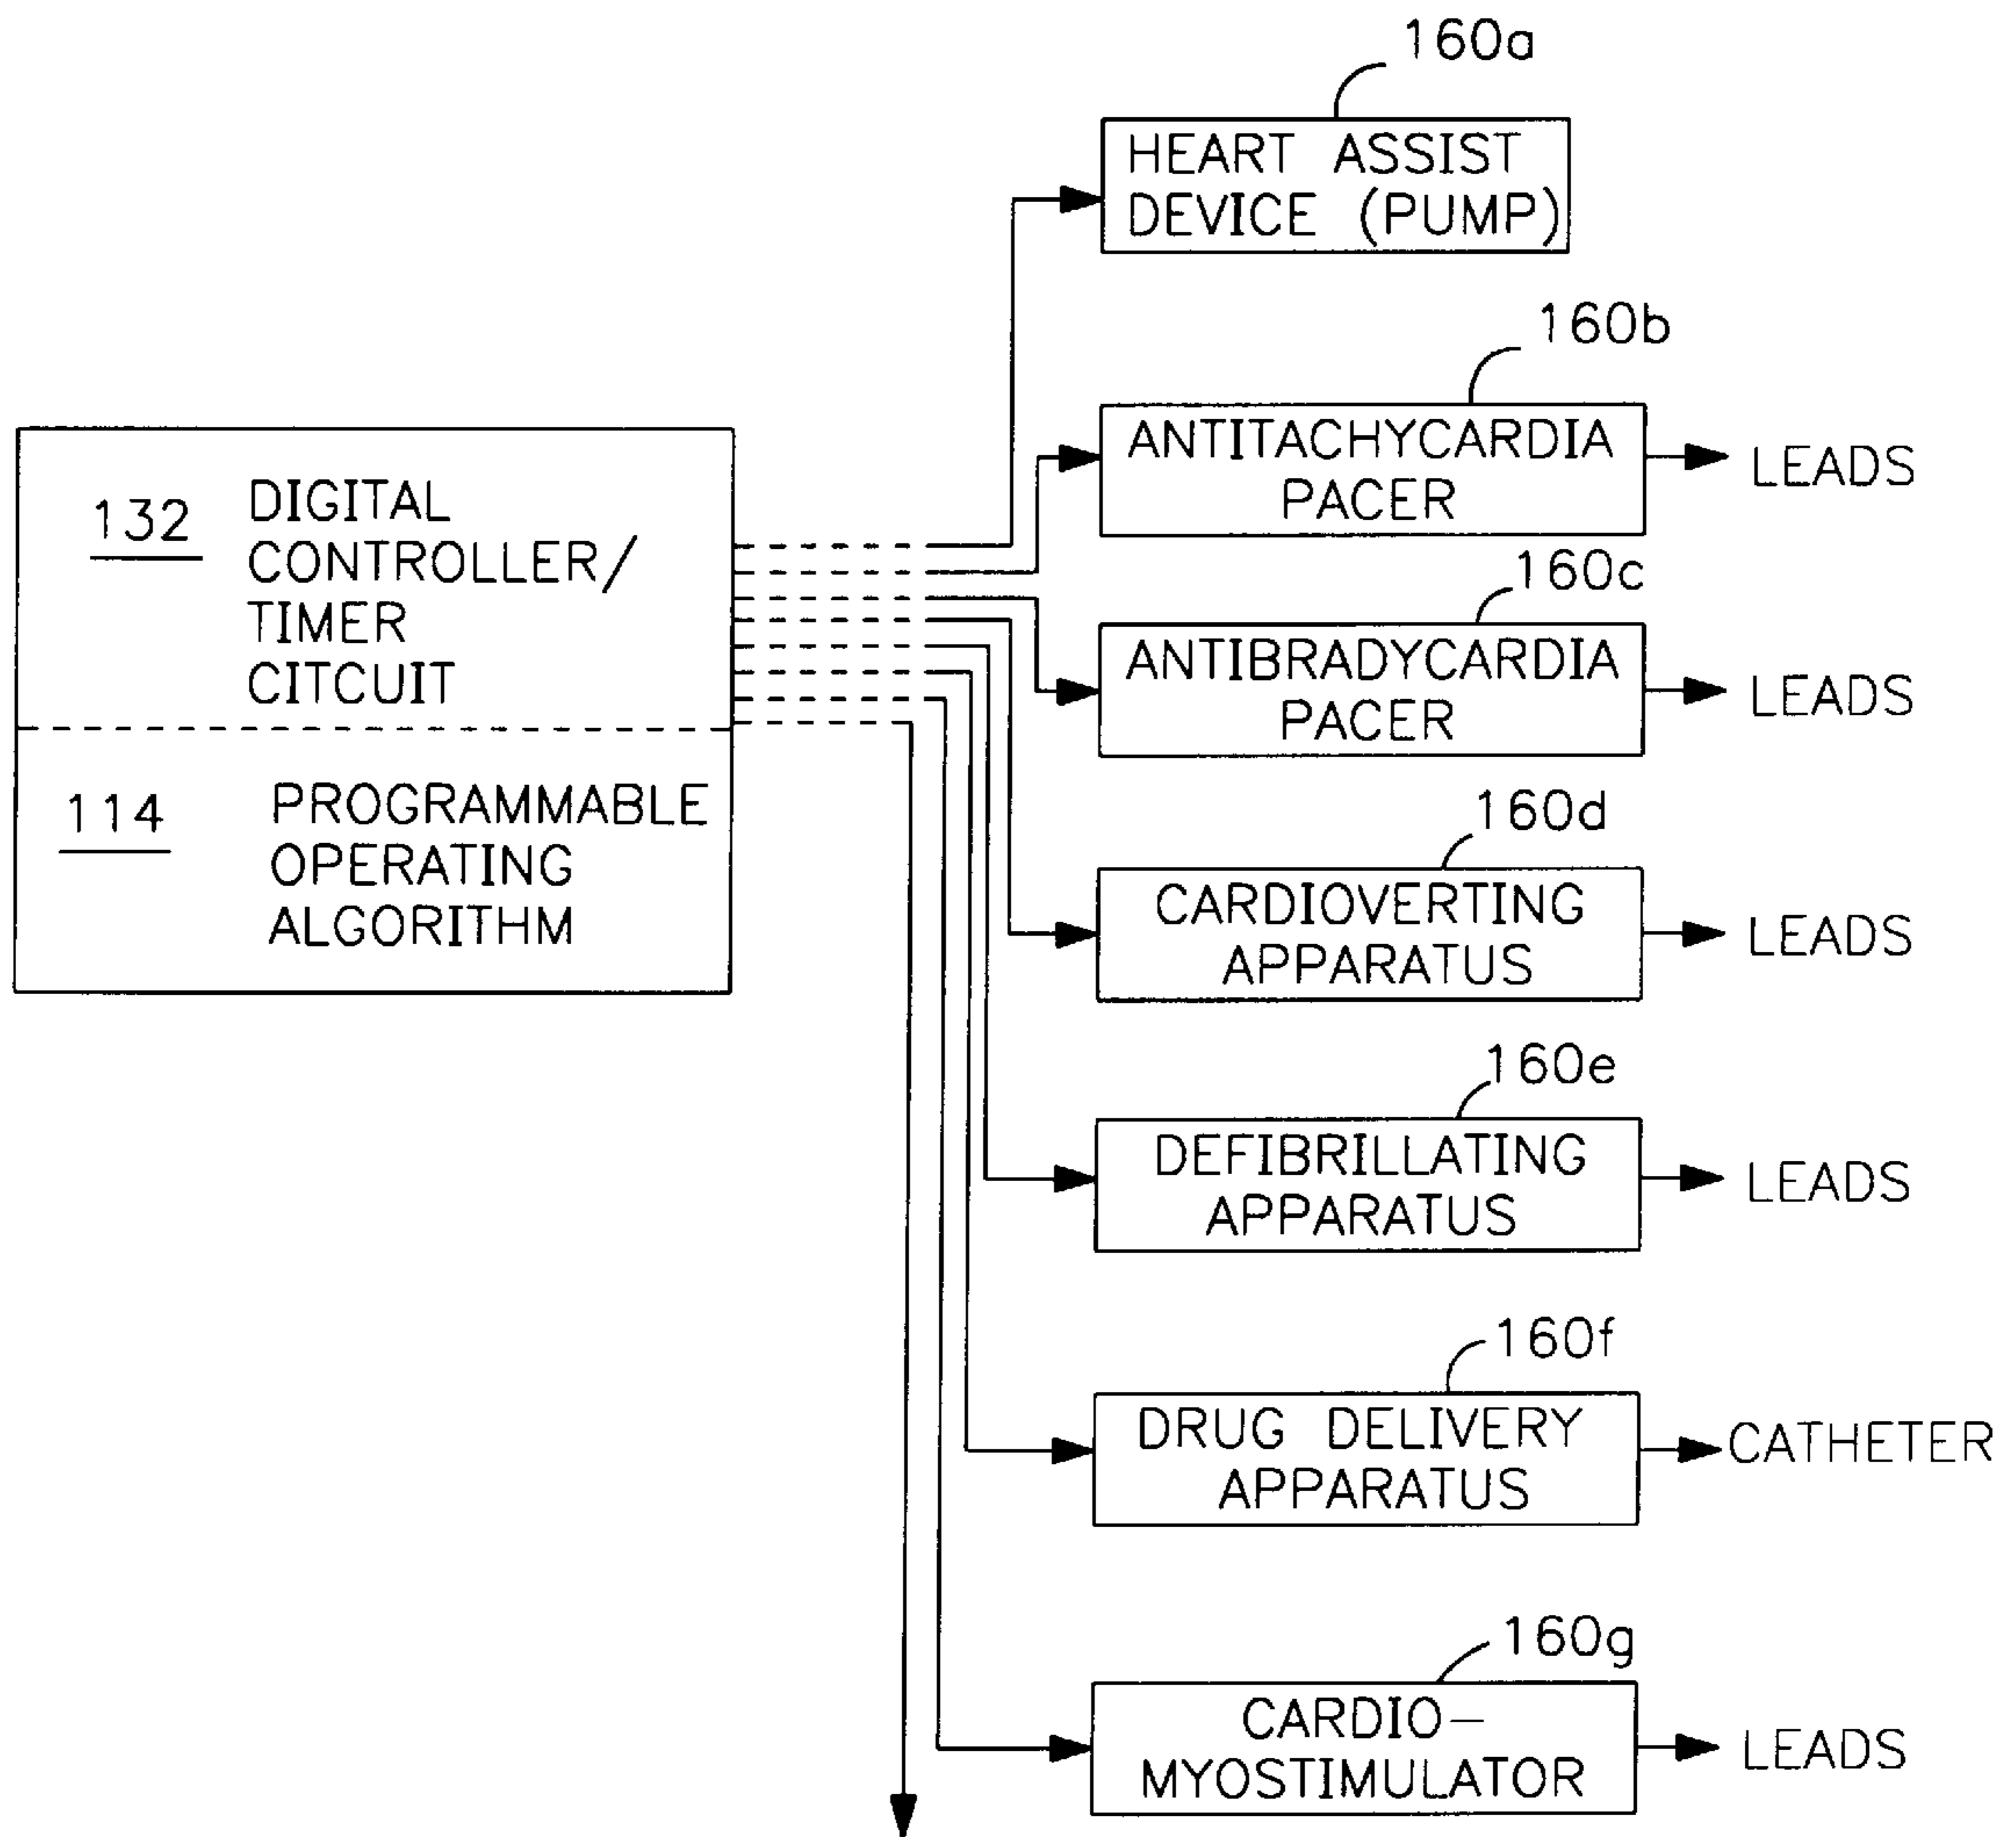 160a
HEART ASSIST
DEVICE (PUMP)
160b
ANTITACHYCARDIA
PACER
LEADS
132
DIGITAL
CONTROLLER/
TIMER
CITCUIT
160c
ANTIBRADYCARDIA
PACER
LEADS
114
PROGRAMMABLE
OPERATING
ALGORITHM
160d
CARDIOVERTING
APPARATUS
LEADS
160e
DEFIBRILLATING
APPARATUS
LEADS
160f
DRUG DELIVERY
APPARATUS
CATHETER
160g
CARDIO-
MYOSTIMULATOR
LEADS